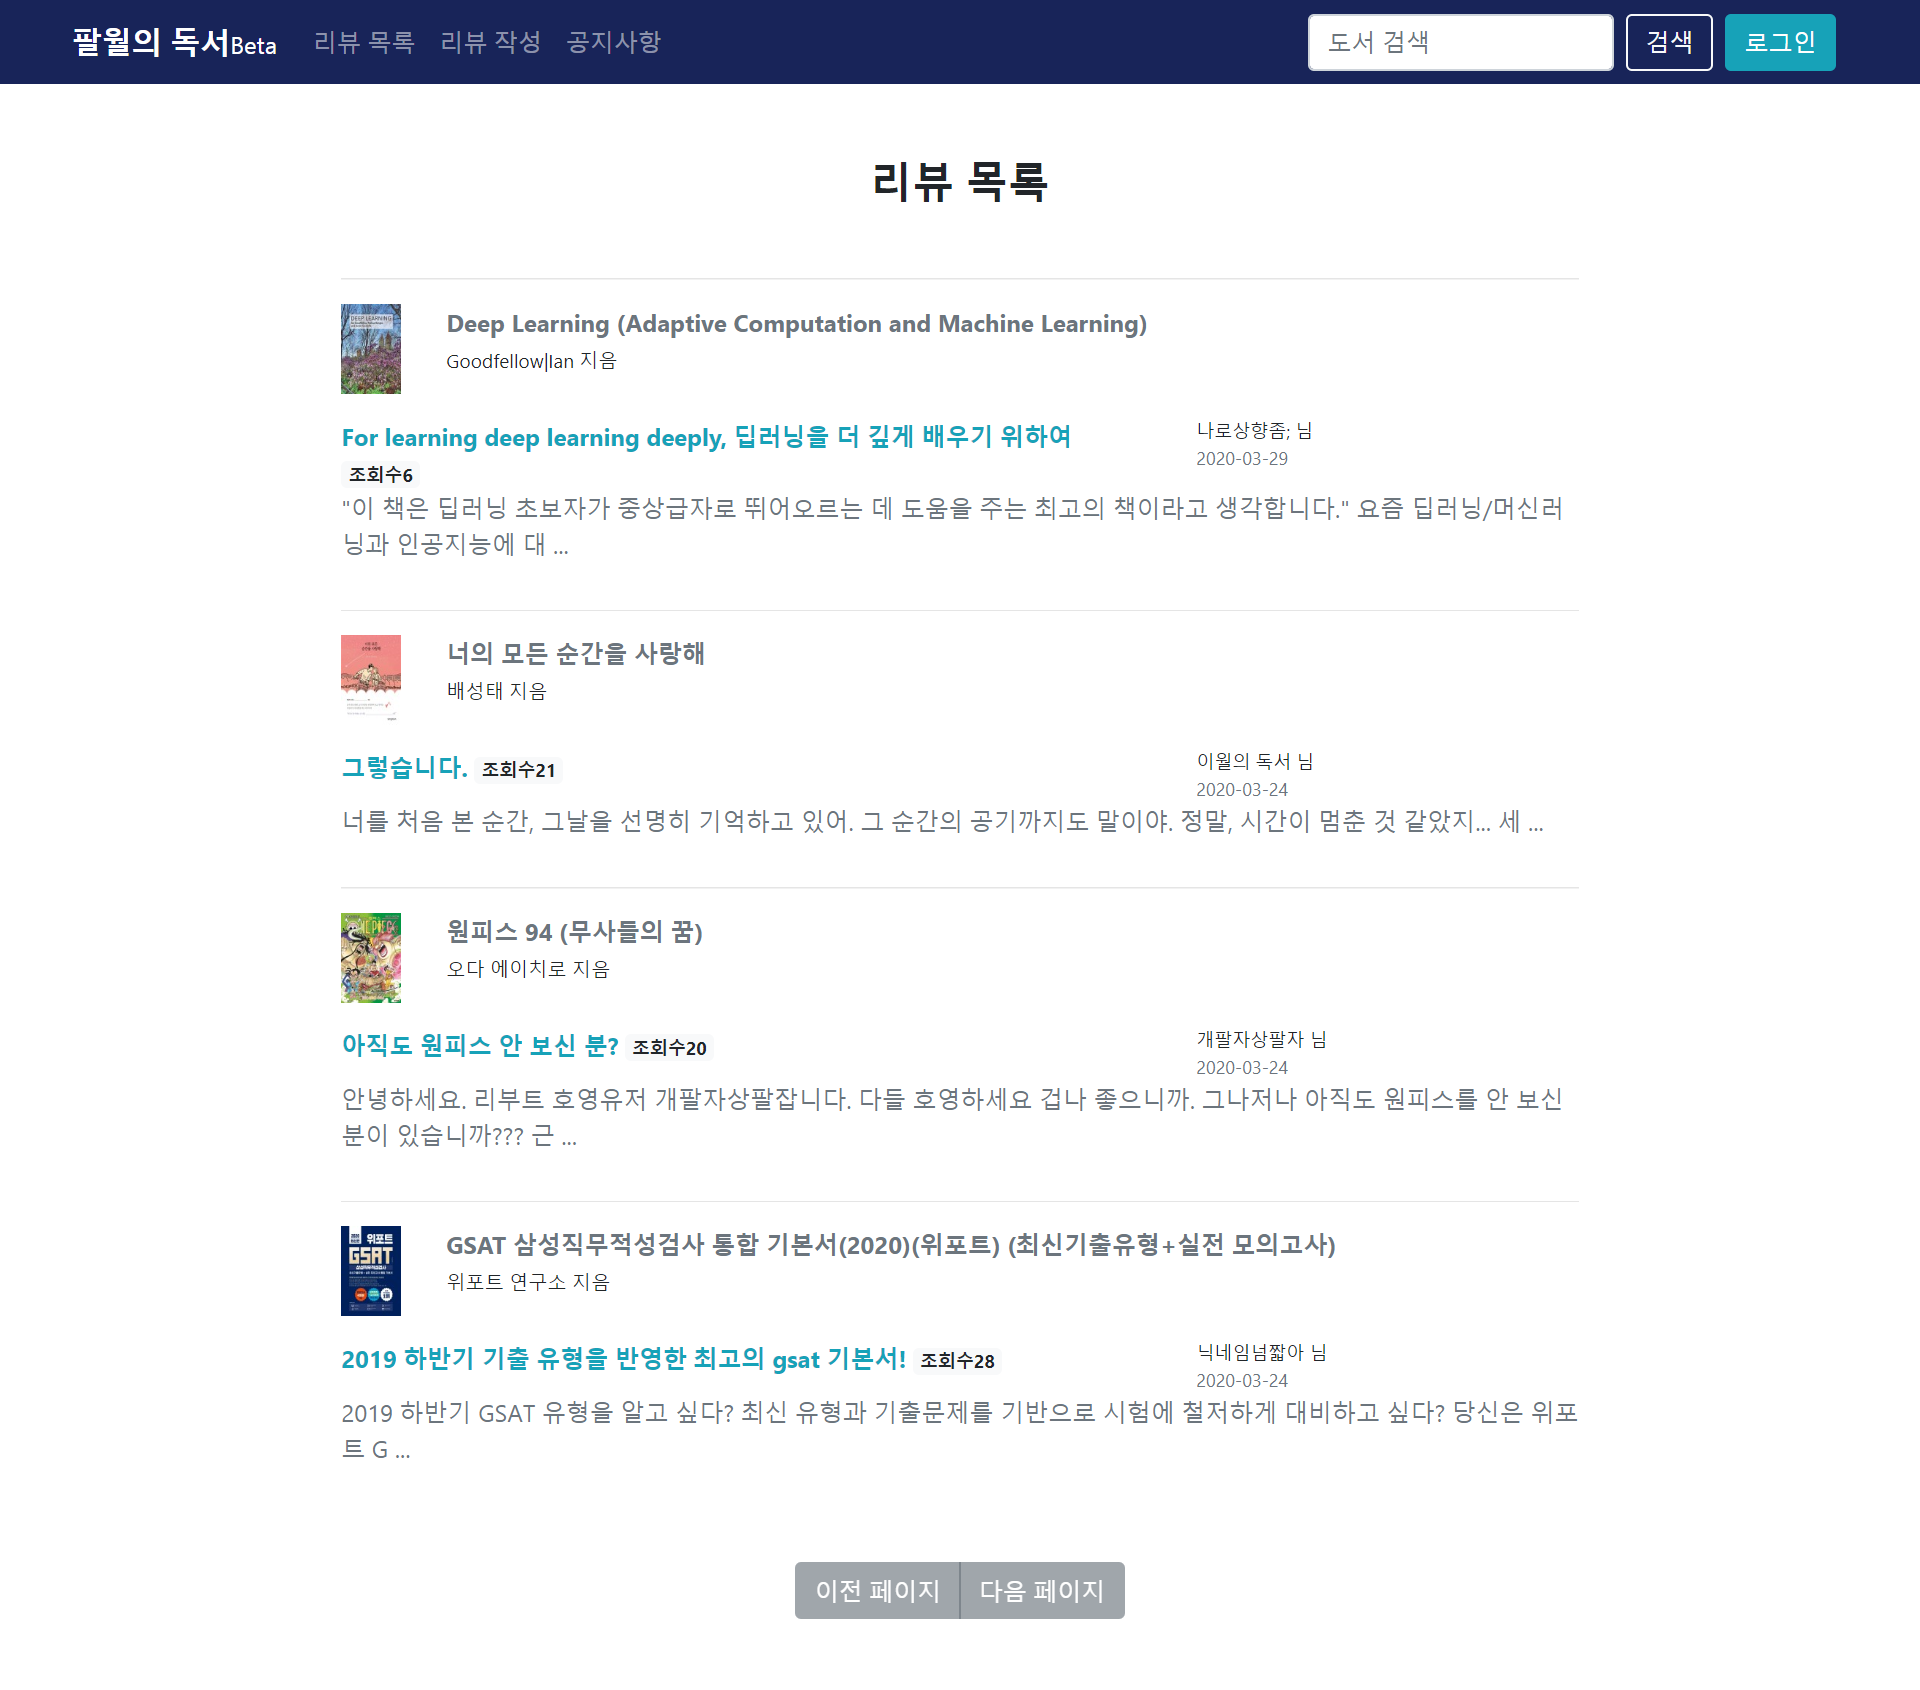 팔월의 독서Beta 리뷰 목록 리뷰 작성 공지사항 도서 검색 검색 로그인
리뷰 목록
DEEP LEARNING
Deep Learning (Adaptive Computation and Machine Learning)
Goodfellow|Ian 지음
For learning deep learning deeply, 딥러닝을 더 깊게 배우기 위하여
조회수6
나로상향좀; 님
2020-03-29
"이 책은 딥러닝 초보자가 중상급자로 뛰어오르는 데 도움을 주는 최고의 책이라고 생각합니다." 요즘 딥러닝/머신러
닝과 인공지능에 대 ...
너의 모든 순간을 사랑해
배성태 지음
그렇습니다. 조회수21
이월의 독서 님
2020-03-24
너를 처음 본 순간, 그날을 선명히 기억하고 있어. 그 순간의 공기까지도 말이야. 정말, 시간이 멈춘 것 같았지... 세 ...
원피스 94 (무사들의 꿈)
오다 에이치로 지음
아직도 원피스 안 보신 분? 조회수20
개팔자상팔자 님
2020-03-24
안녕하세요. 리부트 호영유저 개팔자상팔잡니다. 다들 호영하세요 겁나 좋으니까. 그나저나 아직도 원피스를 안 보신
분이 있습니까??? 근 ...
위포트
GSAT
GSAT 삼성직무적성검사 통합 기본서(2020)(위포트) (최신기출유형+실전 모의고사)
위포트 연구소 지음
2019 하반기 기출 유형을 반영한 최고의 gsat 기본서! 조회수28
닉네임넘짧아 님
2020-03-24
2019 하반기 GSAT 유형을 알고 싶다? 최신 유형과 기출문제를 기반으로 시험에 철저하게 대비하고 싶다? 당신은 위포
트 G ...
이전 페이지 다음 페이지